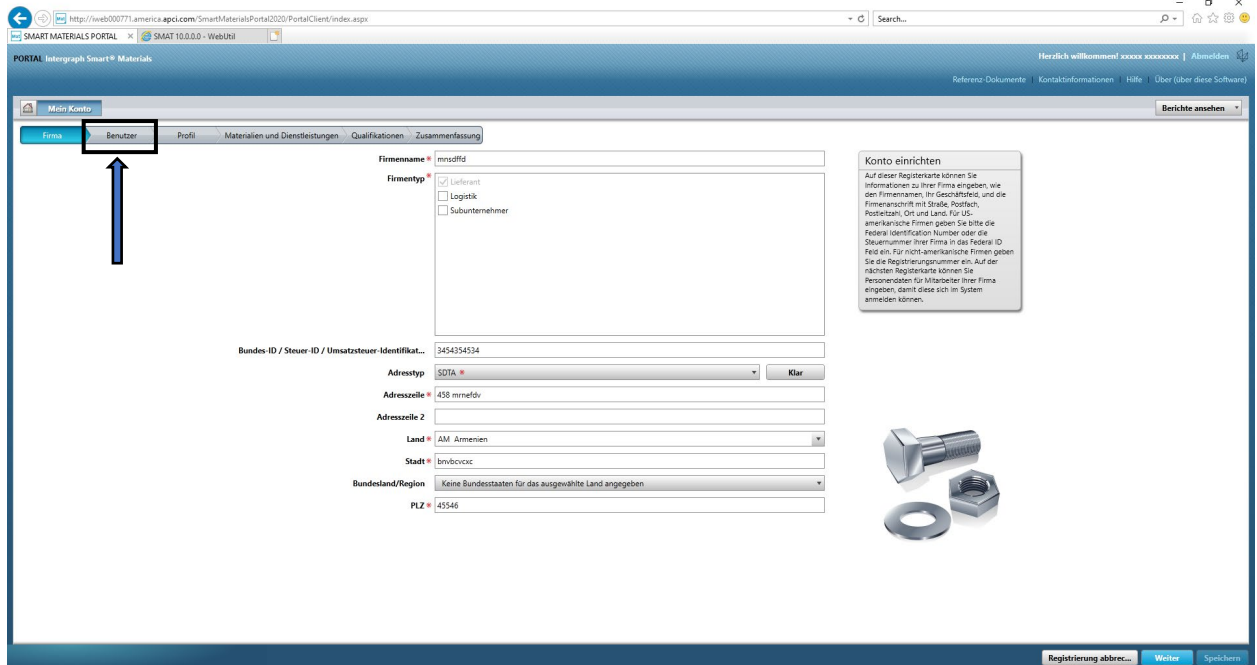 http://iweb000771.america.apci.com/SmartMaterialsPortal2020/PortalClient/index.aspx
Search...
SMART MATERIALS PORTAL
SMAT 10.0.0.0 - WebUtil
PORTAL Intergraph Smart® Materials
Herzlich willkommen! xxxxx xxxxxxxx | Abmelden
Referenz-Dokumente | Kontaktinformationen | Hilfe | Über (über diese Software)
Mein Konto
Berichte ansehen
Firma
Benutzer
Profil
Materialien und Dienstleistungen
Qualifikationen
Zusammenfassung
Firmenname * mnsdffd
Firmentyp *
Lieferant
Logistik
Subunternehmer
Bundes-ID / Steuer-ID / Umsatzsteuer-Identifikat... 3454354534
Adresstyp SDTA * Klar
Adresszeile * 458 mrnefdv
Adresszeile 2
Land * AM Armenien
Stadt * bnvbcvcxc
Bundesland/Region Keine Bundesstaaten für das ausgewählte Land angegeben
PLZ * 45546
Konto einrichten
Auf dieser Registerkarte können Sie
Informationen zu Ihrer Firma eingeben, wie
den Firmennamen, Ihr Geschäftsfeld, und die
Firmenanschrift mit Straße, Postfach,
Postleitzahl, Ort und Land. Für US-
amerikanische Firmen geben Sie bitte die
Federal Identification Number oder die
Steuernummer ihrer Firma in das Federal ID
Feld ein. Für nicht-amerikanische Firmen geben
Sie die Registrierungsnummer ein. Auf der
nächsten Registerkarte können Sie
Personendaten für Mitarbeiter Ihrer Firma
eingeben, damit diese sich im System
anmelden können.
Registrierung abbrec...
Weiter
Speichern